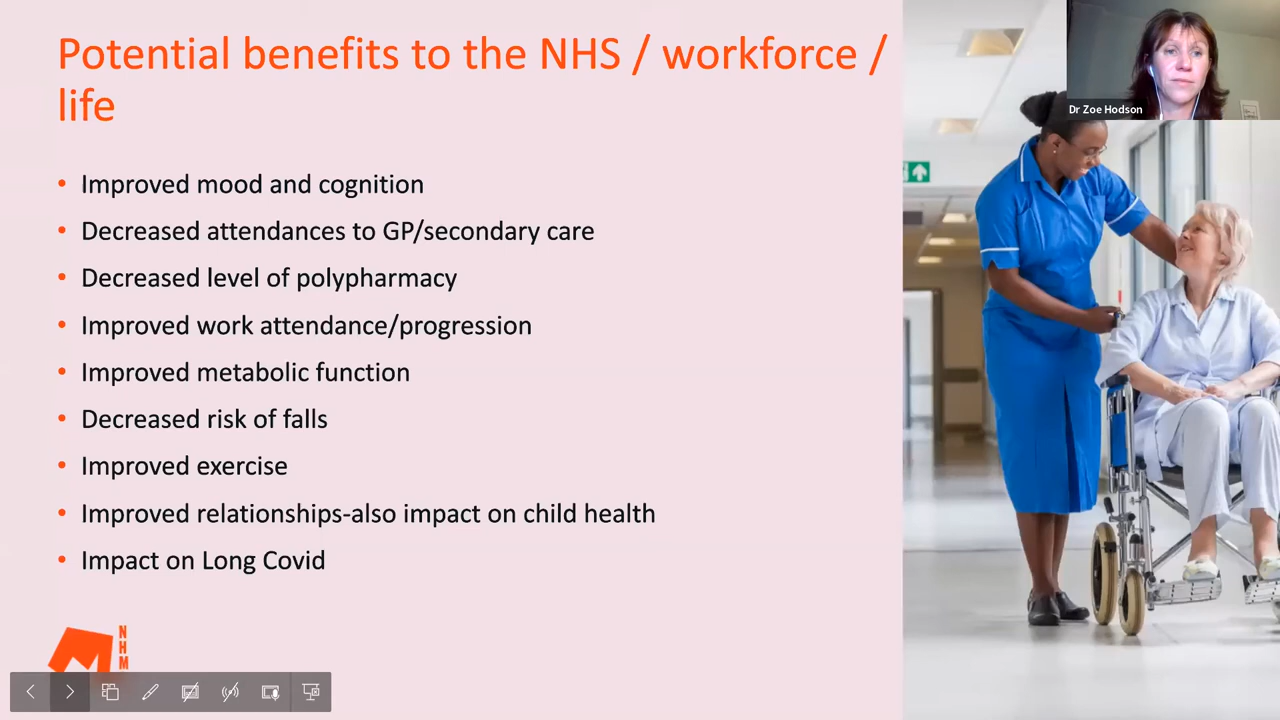 Potential benefits to the NHS / workforce /
life
• Improved mood and cognition
• Decreased attendances to GP/secondary care
• Decreased level of polypharmacy
• Improved work attendance/progression
• Improved metabolic function
• Decreased risk of falls
• Improved exercise
• Improved relationships-also impact on child health
• Impact on Long Covid
NHM
Dr Zoe Hodson